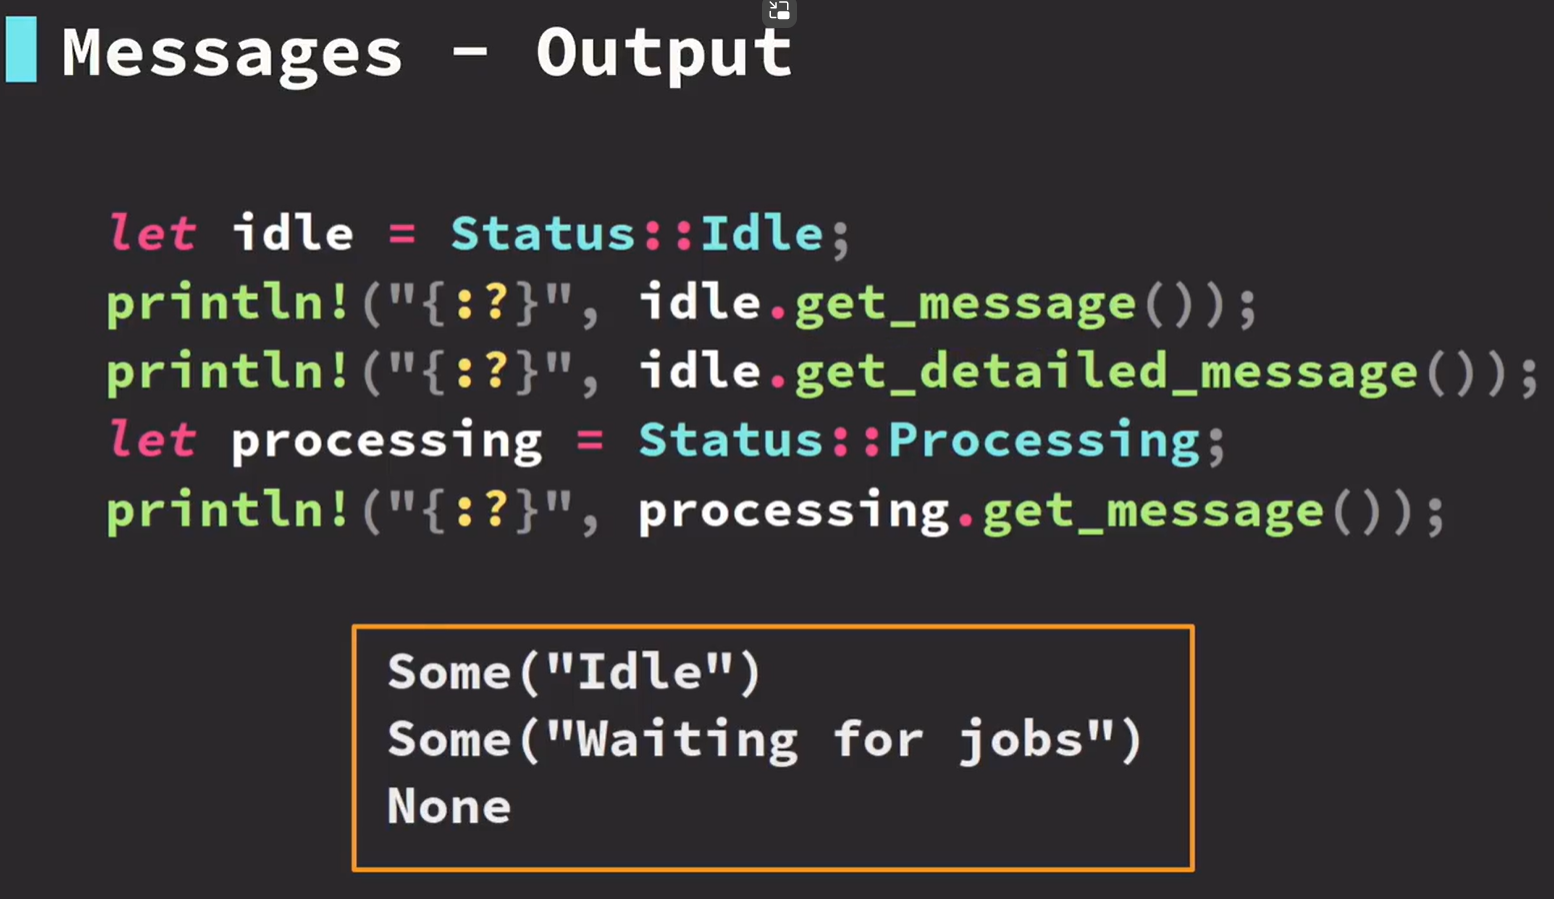 Messages - Output
let idle = Status::Idle;
println!("{:?}", idle.get_message());
println!("{:?}", idle.get_detailed_message());
let processing = Status::Processing;
println!("{:?}", processing.get_message());
Some("Idle")
Some("Waiting for jobs")
None